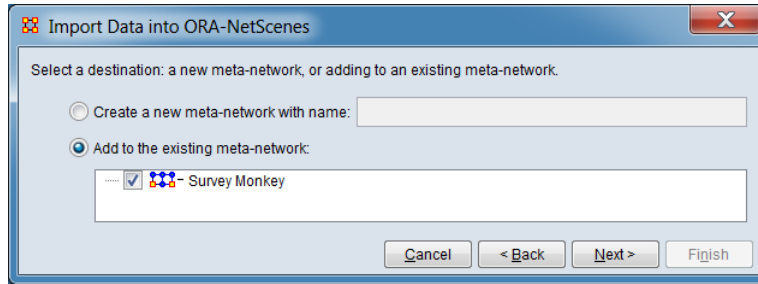 Import Data into ORA-NetScenes
Select a destination: a new meta-network, or adding to an existing meta-network.
Create a new meta-network with name:
Add to the existing meta-network:
Survey Monkey
Cancel < Back Next > Finish